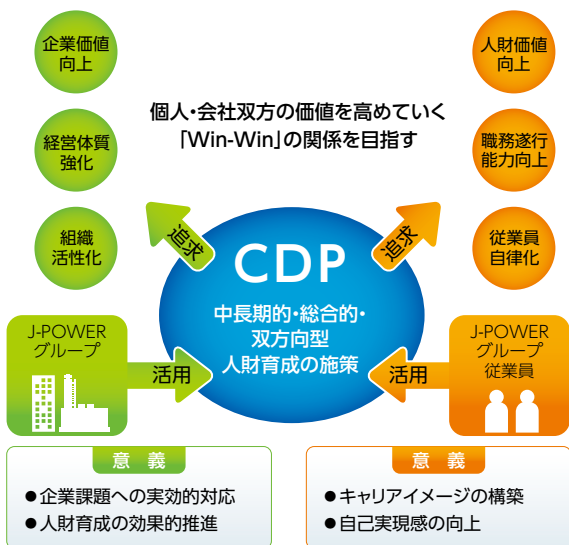 企業価値
向上
経営体質
強化
組織
活性化
個人・会社双方の価値を高めていく
「Win-Win」の関係を目指す
人財価値
向上
職務遂行
能力向上
従業員
自律化
追求
追求
CDP
中長期的・総合的・
双方向型
人財育成の施策
J-POWER
グループ
活用
活用
J-POWER
グループ
従業員
意義
●企業課題への実効的対応
●人財育成の効果的推進
意義
●キャリアイメージの構築
●自己実現感の向上